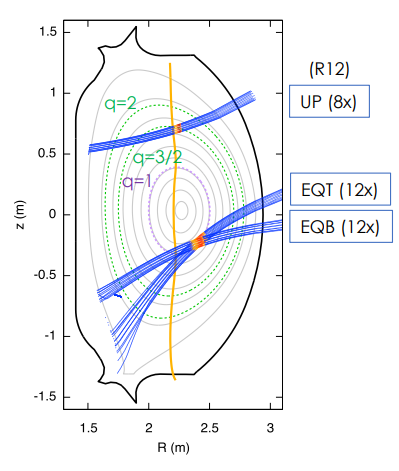 1.5
1
0.5
0
-0.5
-1
-1.5
z (m)
q=2
q=3/2
q=1
(R12)
UP (8x)
EQT (12x)
EQB (12x)
1.5
2
2.5
3
R (m)